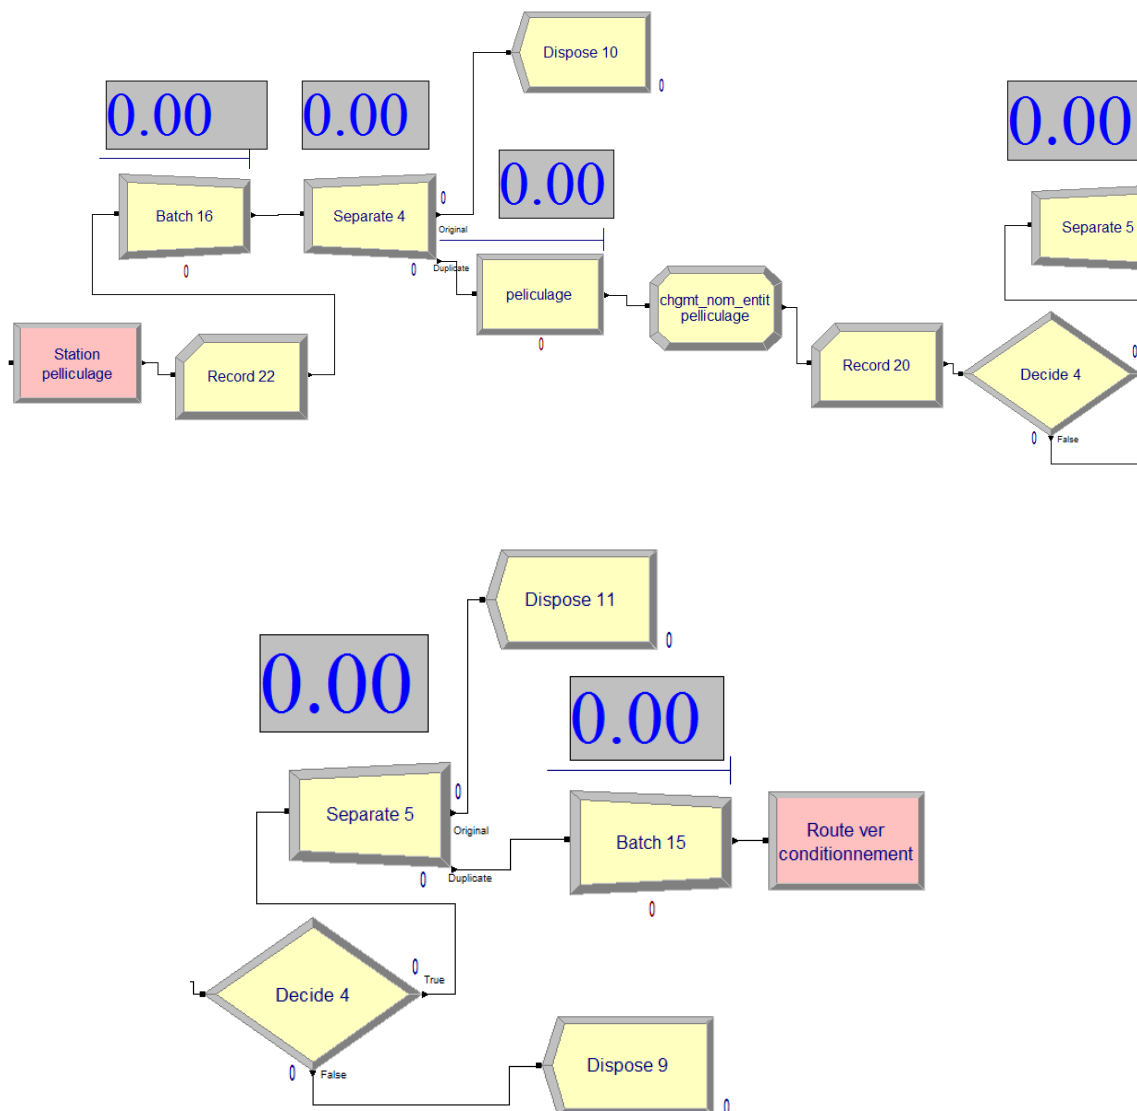 Dispose 10
0
0.00
0.00
0.00
0.00
Batch 16
0
Separate 4
0
Original
0
Duplicate
peliculage
0
chgmt_nom_entit
pelliculage
Separate 5
Station
pelliculage
Record 22
Record 20
Decide 4
0
0
False
Dispose 11
0
0.00
0.00
Separate 5
0
Original
0
Duplicate
Batch 15
0
Route ver
conditionnement
Decide 4
0
True
0
False
Dispose 9
0